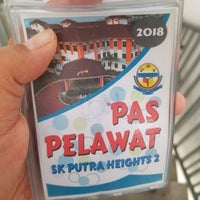 2018
PAS
PELAWAT
SK PUTRA HEIGHTS 2